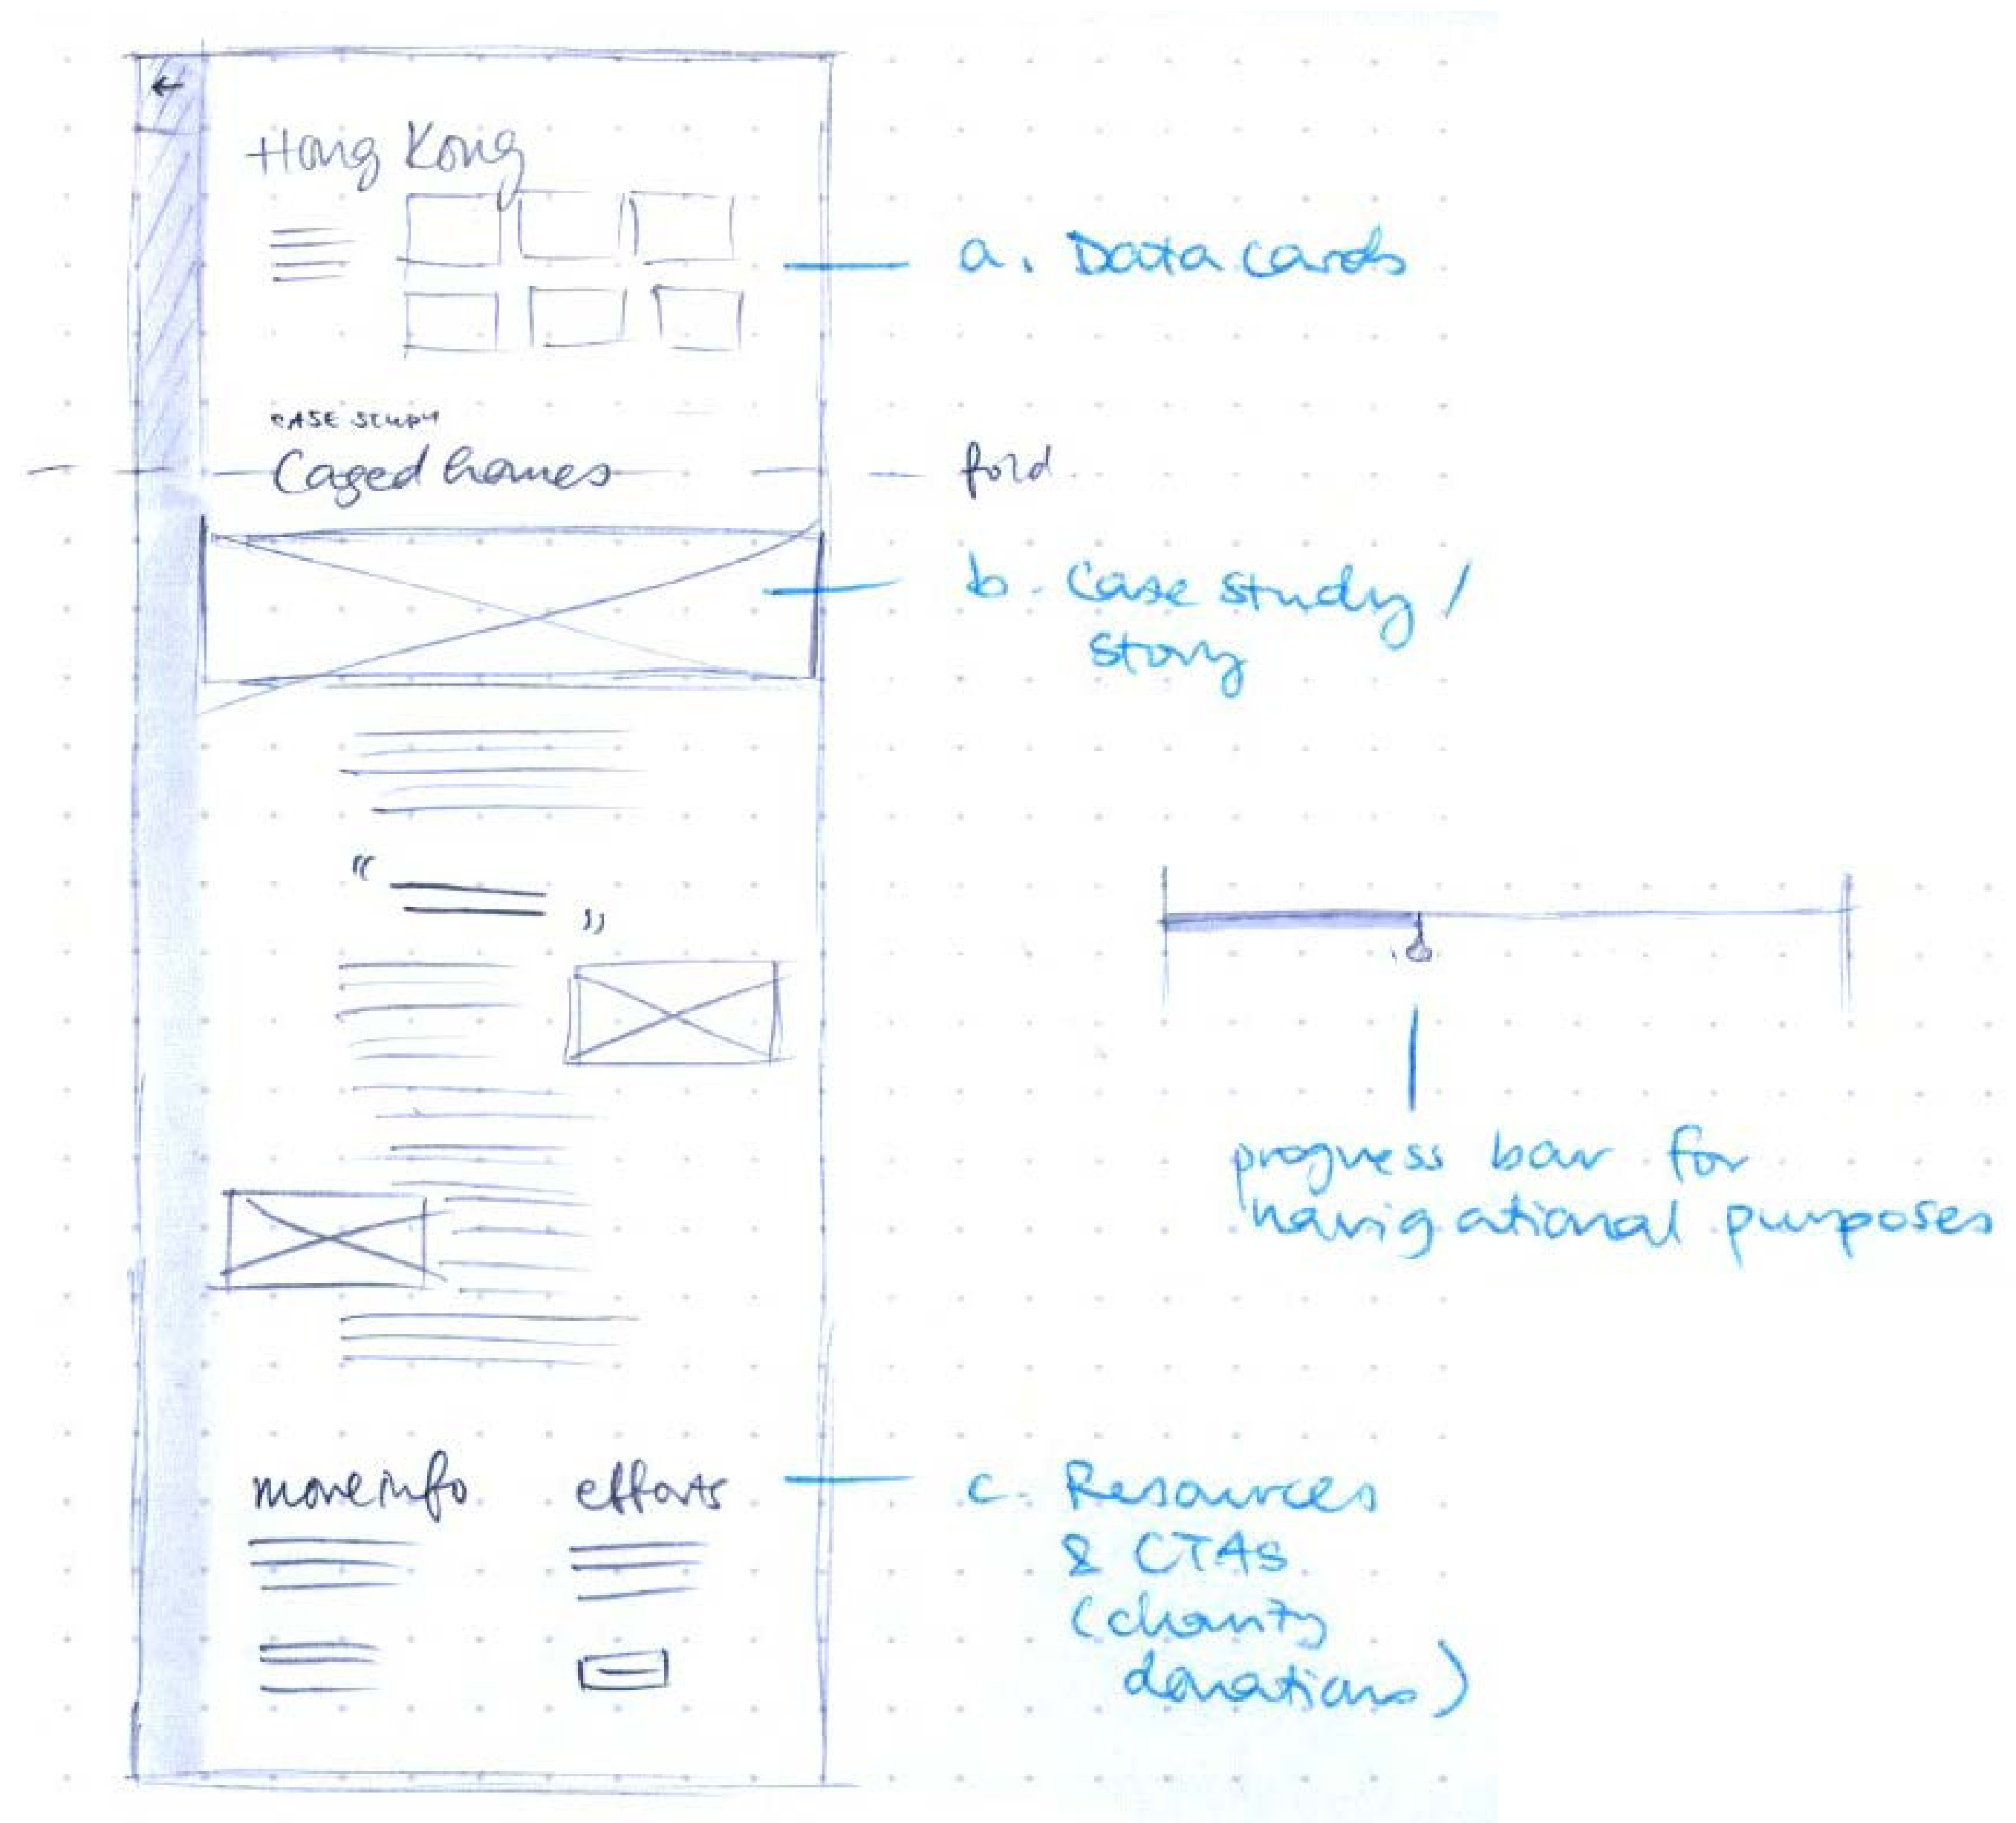 ←
Hong Kong
a. Data cards
CASE STUDY
Caged homes
fold
b. Case study /
story
“
”
progress bar for
navigational purposes
more info
efforts
c. Resources
& CTAs
(charity
donations)